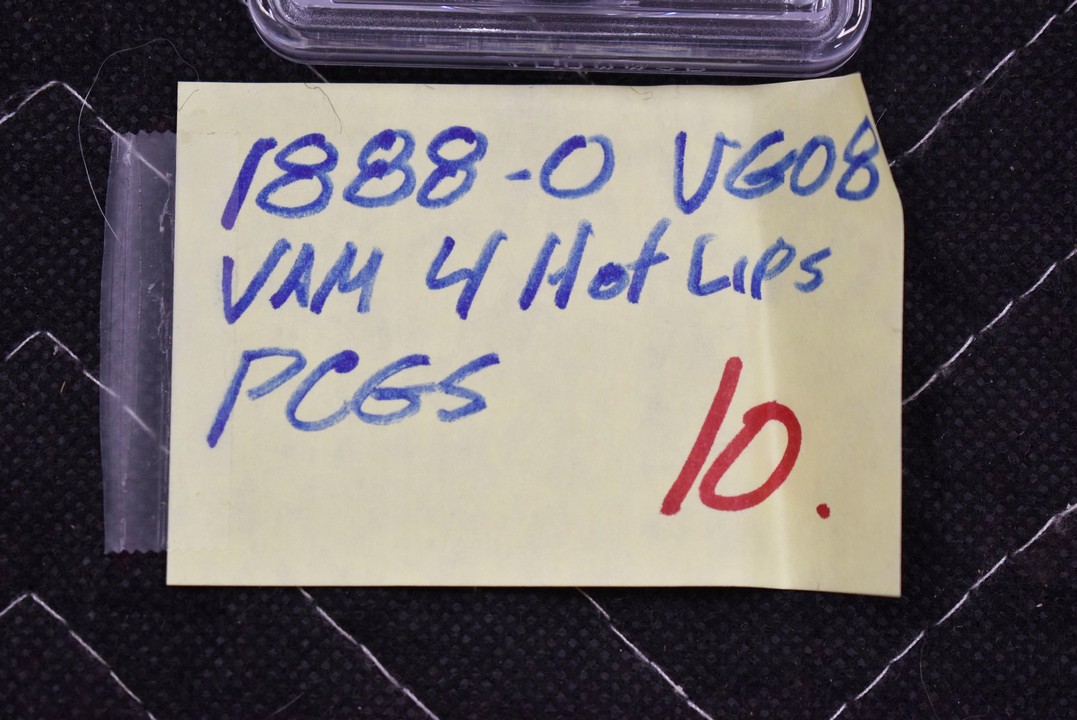 1888-O VG08
VAM 4 Hot Lips
PCGS
10.